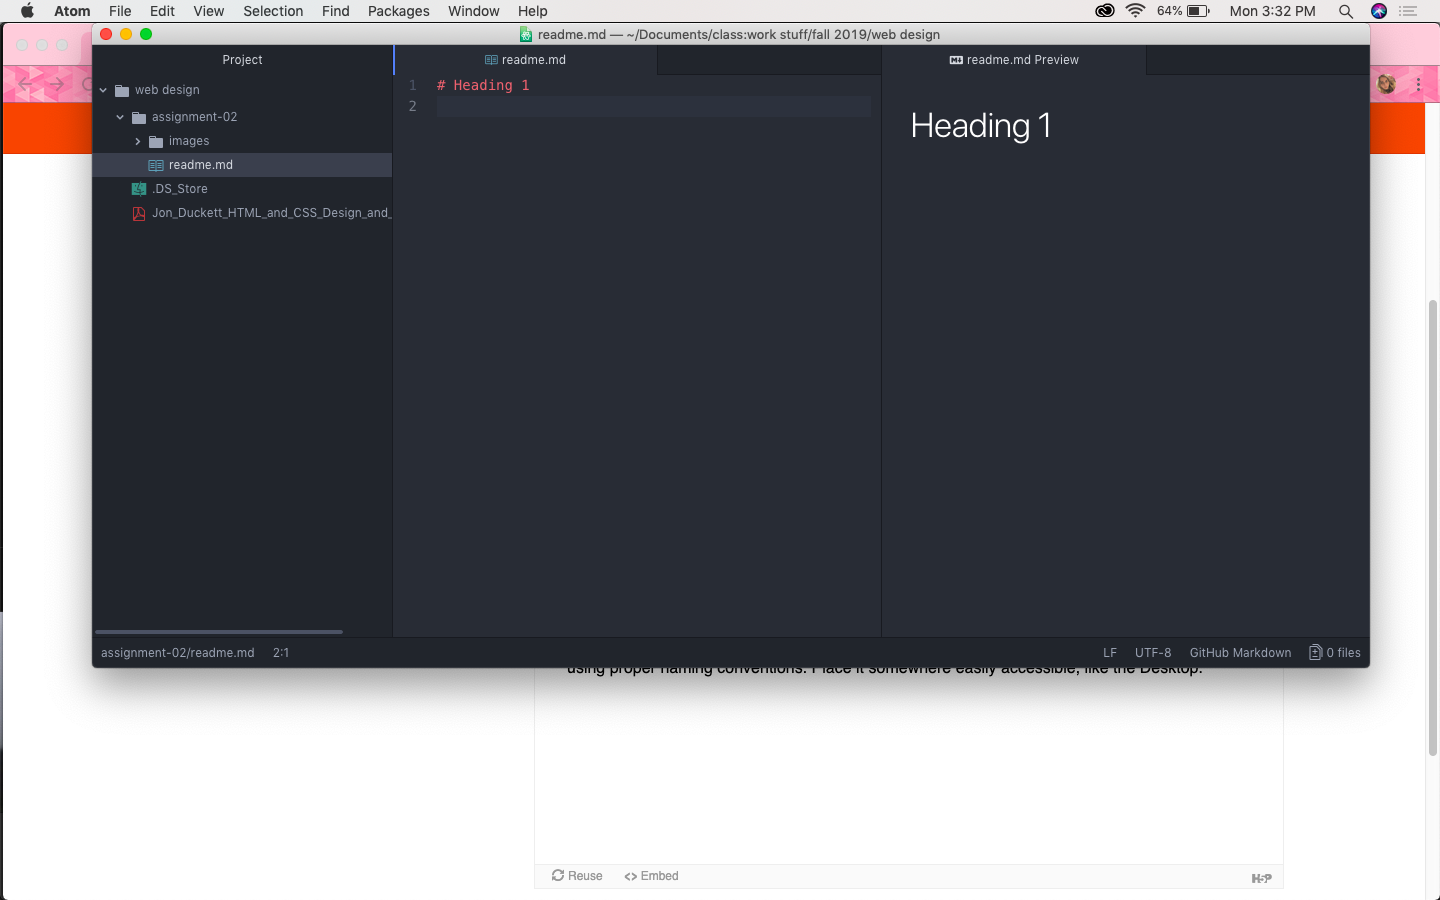 Atom File Edit View Selection Find Packages Window Help 64% Mon 3:32 PM
readme.md — ~/Documents/class:work stuff/fall 2019/web design
Project
readme.md
readme.md Preview
web design
assignment-02
images
readme.md
.DS_Store
Jon_Duckett_HTML_and_CSS_Design_and_
1 # Heading 1
2
Heading 1
assignment-02/readme.md 2:1 LF UTF-8 GitHub Markdown 0 files
using proper naming conventions. Place it somewhere easily accessible, like the Desktop.
Reuse <> Embed H5P